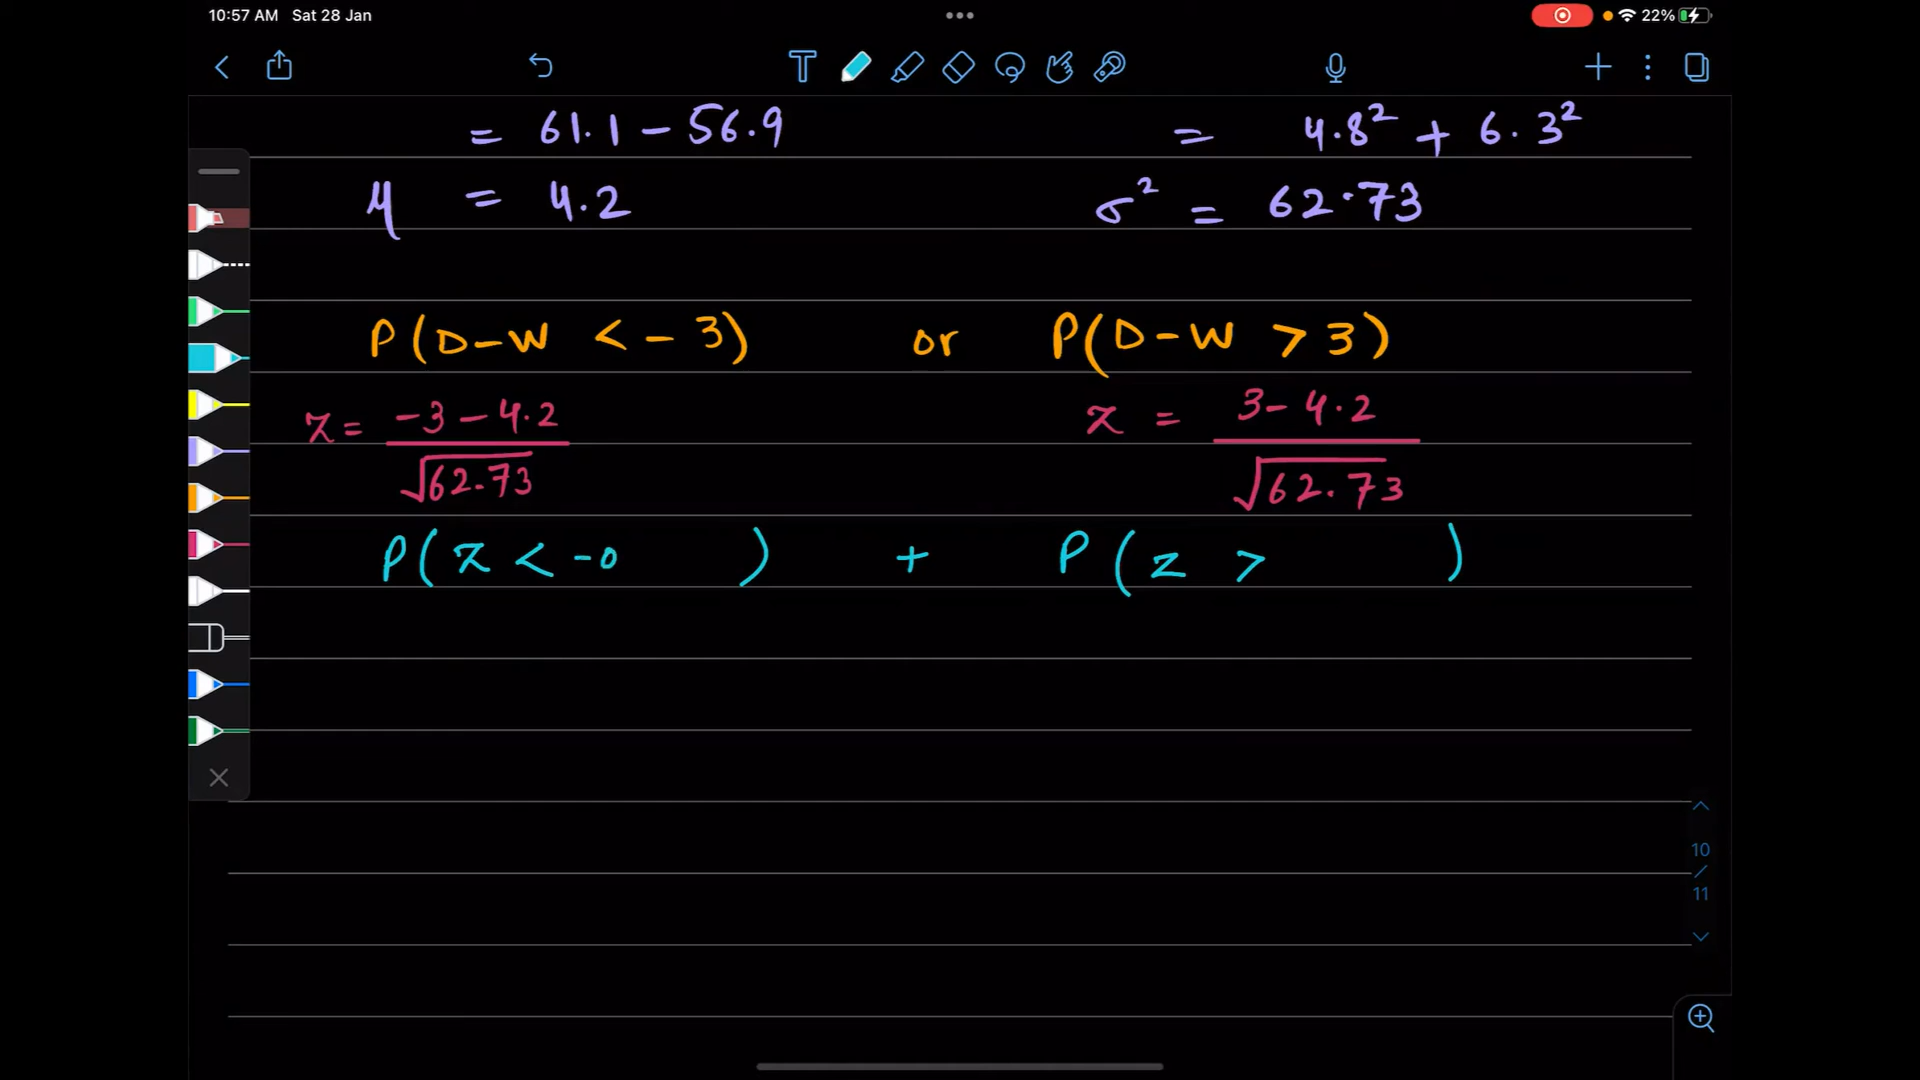 10:57 AM Sat 28 Jan
22%
= 61.1 – 56.9 = 4.8² + 6.3²
μ = 4.2 σ² = 62.73
P(D–W < –3) or P(D–W > 3)
z = (–3 – 4.2)/√62.73 z = (3 – 4.2)/√62.73
P(z < –0 ) + P(z > )
10
/
11